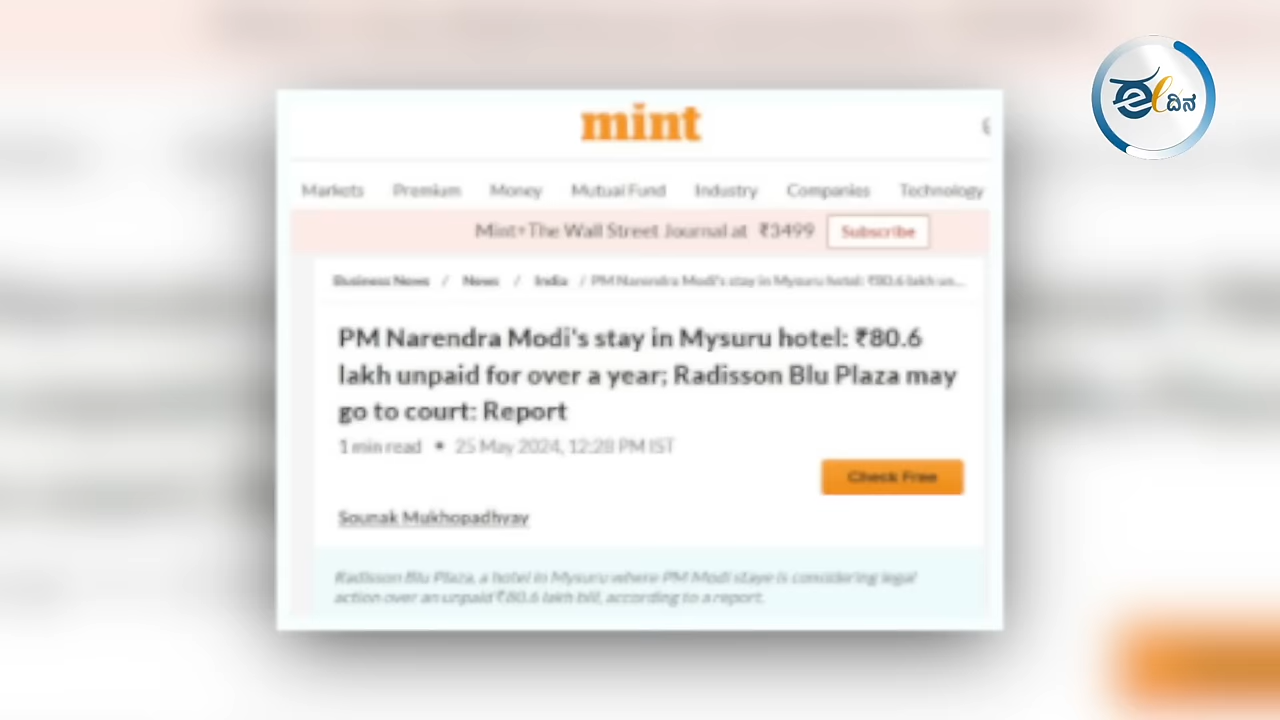 mint
eಲ ದಿನ
Markets Premium Money Mutual Fund Industry Companies Technology
Mint+The Wall Street Journal at ₹3499 Subscribe
Business News / News / India / PM Narendra Modi's stay in Mysuru hotel: ₹80.6 lakh un...
PM Narendra Modi's stay in Mysuru hotel: ₹80.6
lakh unpaid for over a year; Radisson Blu Plaza may
go to court: Report
1 min read • 25 May 2024, 12:28 PM IST
Check Free
Sounak Mukhopadhyay
Radisson Blu Plaza, a hotel in Mysuru where PM Modi staye is considering legal
action over an unpaid ₹80.6 lakh bill, according to a report.